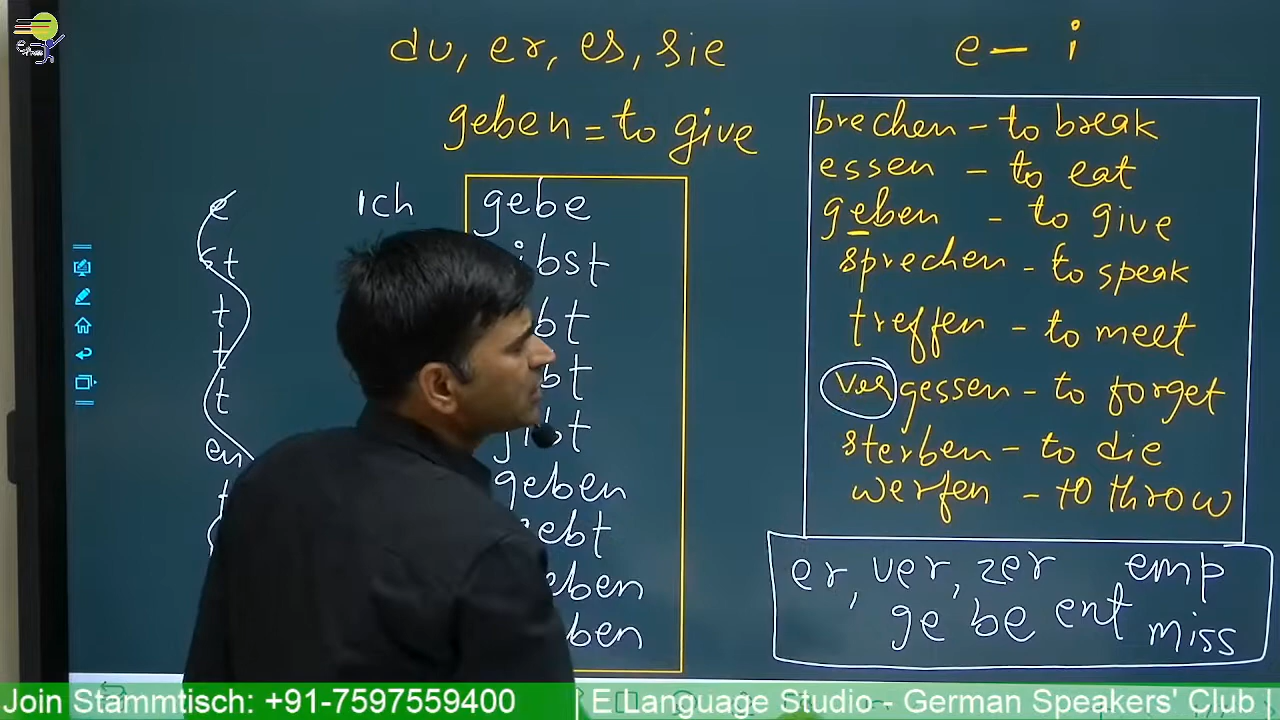 du, er, es, sie
geben = to give
e
st
t
t
t
en
t
ich
gebe
gibst
gibt
geben
e — i
brechen - to break
essen - to eat
geben - to give
sprechen - to speak
treffen - to meet
vergessen - to forget
sterben - to die
werfen - to throw
er, ver, zer emp
ge be ent miss
Join Stammtisch: +91-7597559400 | E Language Studio - German Speakers' Club |